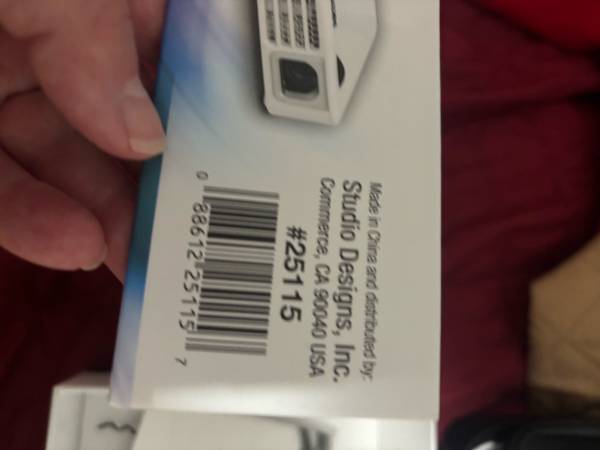 Made in China and distributed by:
Studio Designs, Inc.
Commerce, CA 90040 USA
#25115
0 88612 25115 7